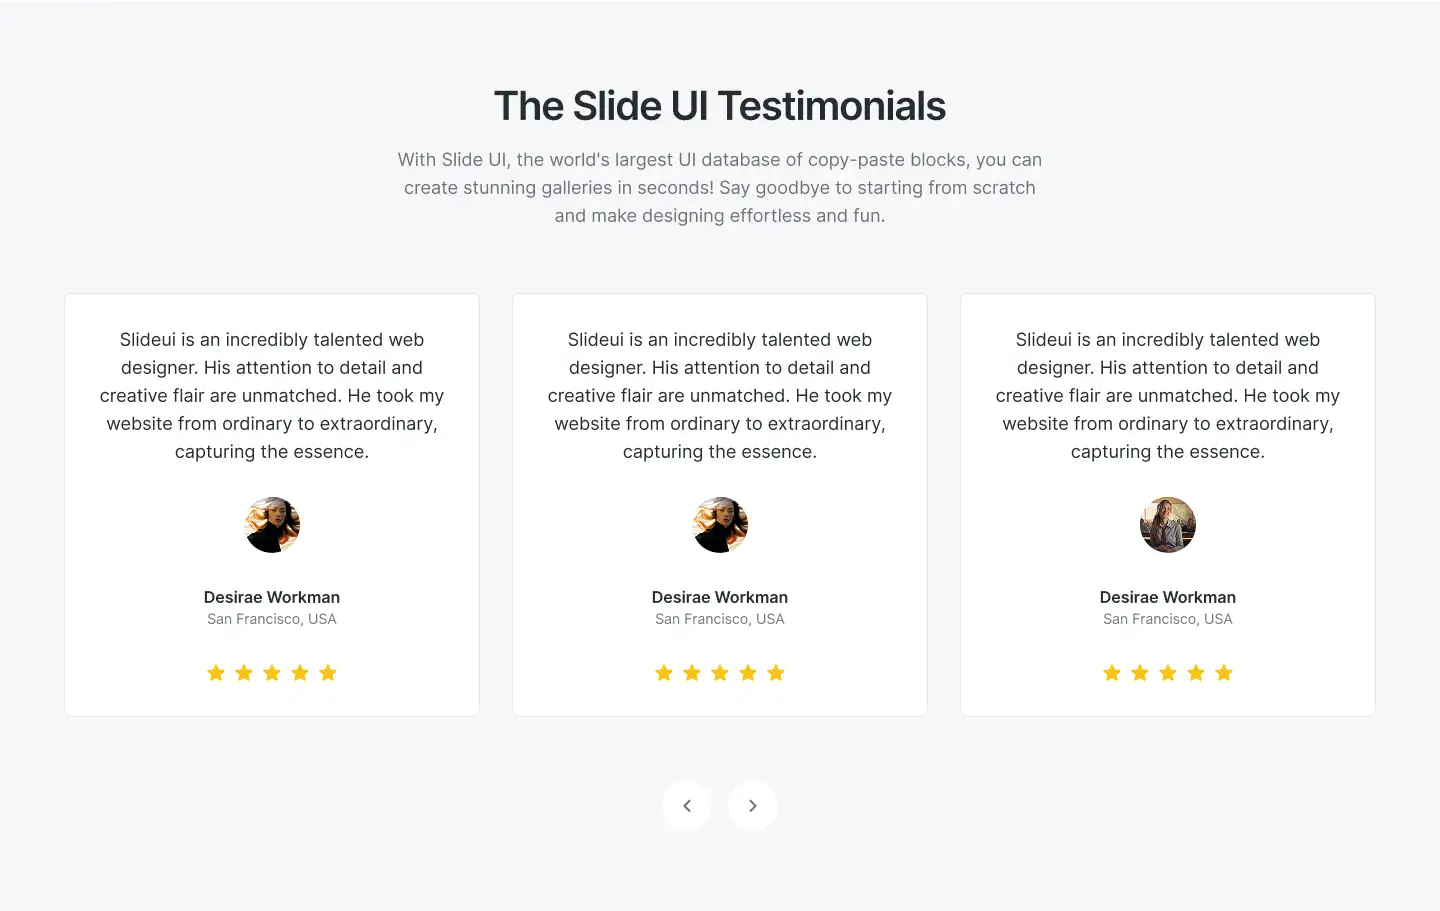 The Slide UI Testimonials
With Slide UI, the world's largest UI database of copy-paste blocks, you can
create stunning galleries in seconds! Say goodbye to starting from scratch
and make designing effortless and fun.
Slideui is an incredibly talented web
designer. His attention to detail and
creative flair are unmatched. He took my
website from ordinary to extraordinary,
capturing the essence.
Desirae Workman
San Francisco, USA
Slideui is an incredibly talented web
designer. His attention to detail and
creative flair are unmatched. He took my
website from ordinary to extraordinary,
capturing the essence.
Desirae Workman
San Francisco, USA
Slideui is an incredibly talented web
designer. His attention to detail and
creative flair are unmatched. He took my
website from ordinary to extraordinary,
capturing the essence.
Desirae Workman
San Francisco, USA